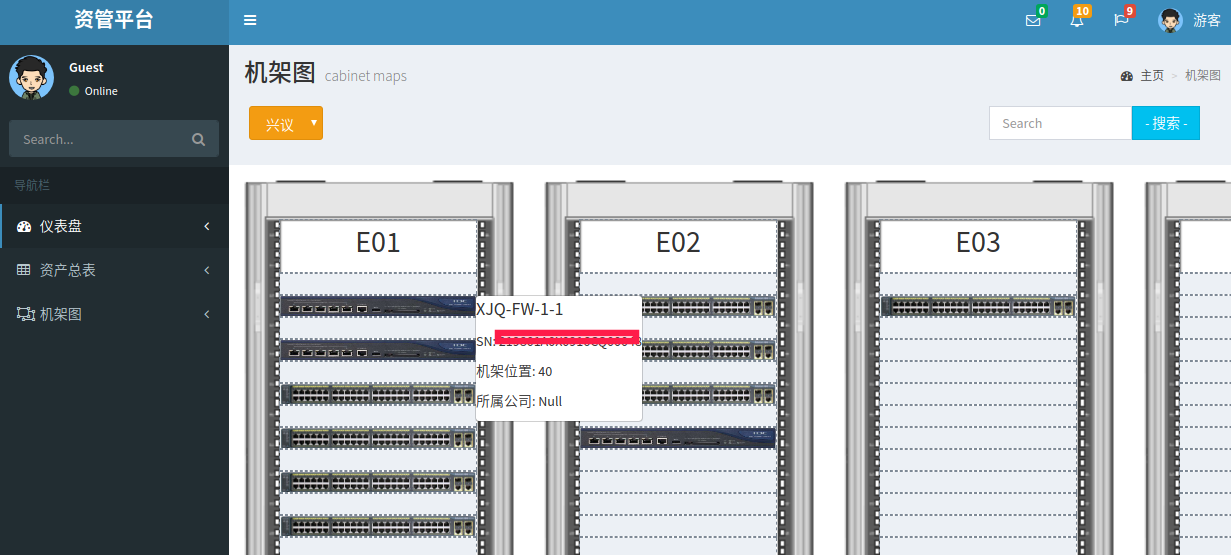 资管平台
0
10
9
游客
Guest
Online
Search...
导航栏
仪表盘
资产总表
机架图
机架图 cabinet maps
主页 > 机架图
兴议
Search
- 搜索 -
E01
E02
E03
XJQ-FW-1-1
SN:
机架位置: 40
所属公司: Null